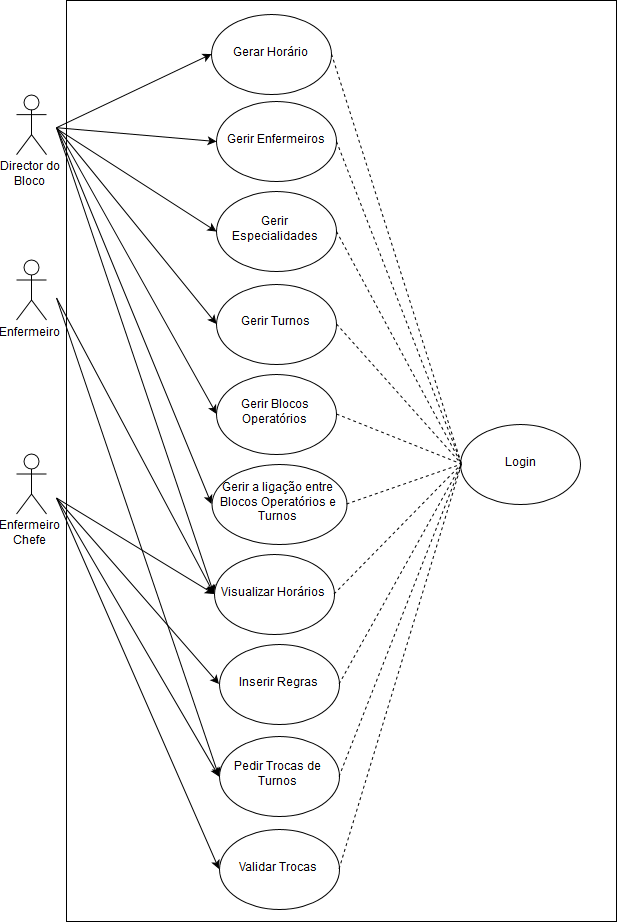 Gerar Horário
Director do
Bloco
Gerir Enfermeiros
Gerir
Especialidades
Enfermeiro
Gerir Turnos
Gerir Blocos
Operatórios
Login
Enfermeiro
Chefe
Gerir a ligação entre
Blocos Operatórios e
Turnos
Visualizar Horários
Inserir Regras
Pedir Trocas de
Turnos
Validar Trocas